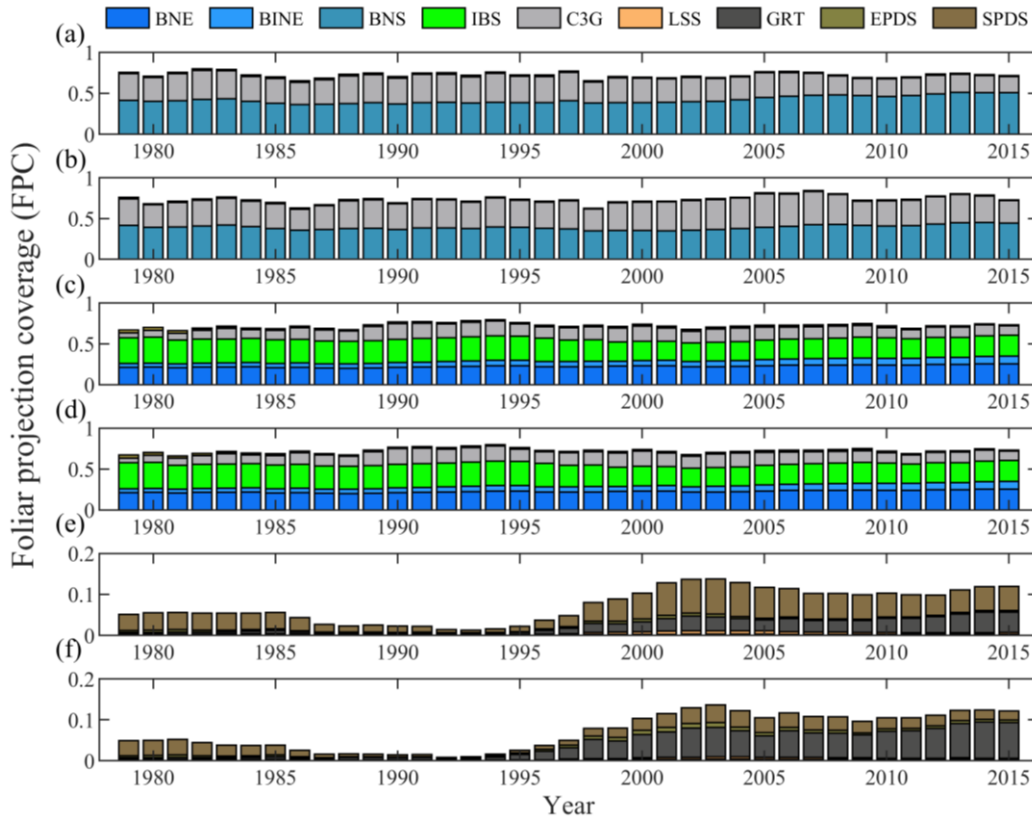 BNE BINE BNS IBS C3G LSS GRT EPDS SPDS
(a)
1
0.5
0
1980 1985 1990 1995 2000 2005 2010 2015
(b)
1
0.5
0
1980 1985 1990 1995 2000 2005 2010 2015
(c)
1
0.5
0
1980 1985 1990 1995 2000 2005 2010 2015
(d)
1
0.5
0
1980 1985 1990 1995 2000 2005 2010 2015
(e)
0.2
0.1
0
1980 1985 1990 1995 2000 2005 2010 2015
(f)
0.2
0.1
0
1980 1985 1990 1995 2000 2005 2010 2015
Foliar projection coverage (FPC)
Year